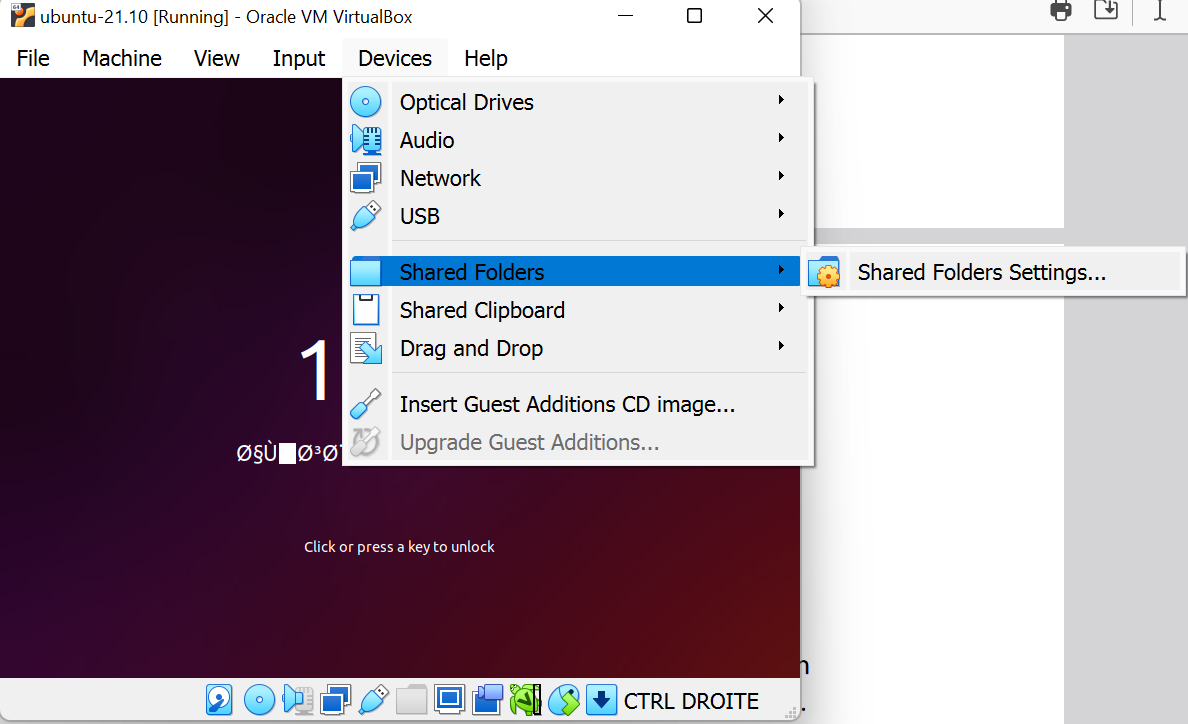 ubuntu-21.10 [Running] - Oracle VM VirtualBox
File Machine View Input Devices Help
Optical Drives
Audio
Network
USB
Shared Folders
Shared Folders Settings...
Shared Clipboard
Drag and Drop
Insert Guest Additions CD image...
Upgrade Guest Additions...
1
Click or press a key to unlock
CTRL DROITE